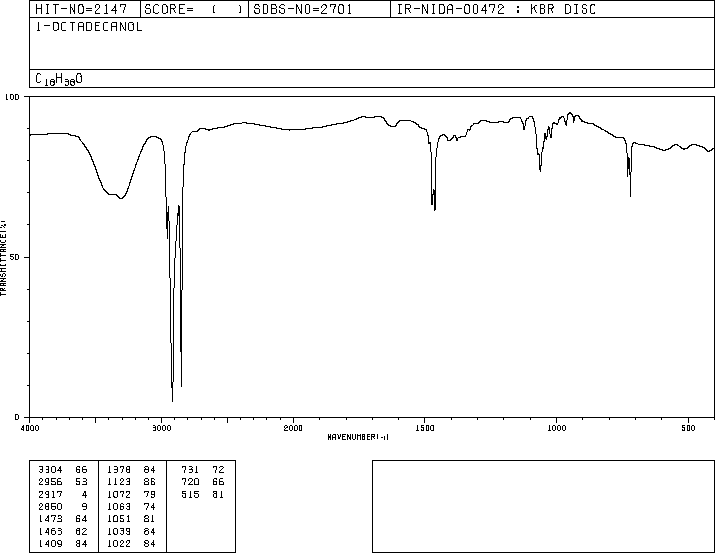 HIT-NO=2147 SCORE= ( ) SDBS-NO=2701 IR-NIDA-00472 : KBR DISC
1-OCTADECANOL
C18H38O
100
50
0
TRANSMITTANCE(%)
4000 3000 2000 1500 1000 500
WAVENUMBER(-1)
3304 66 1378 84 731 72
2956 53 1123 86 720 66
2917 4 1072 79 515 81
2850 9 1063 74
1473 64 1051 81
1463 62 1039 84
1409 84 1022 84